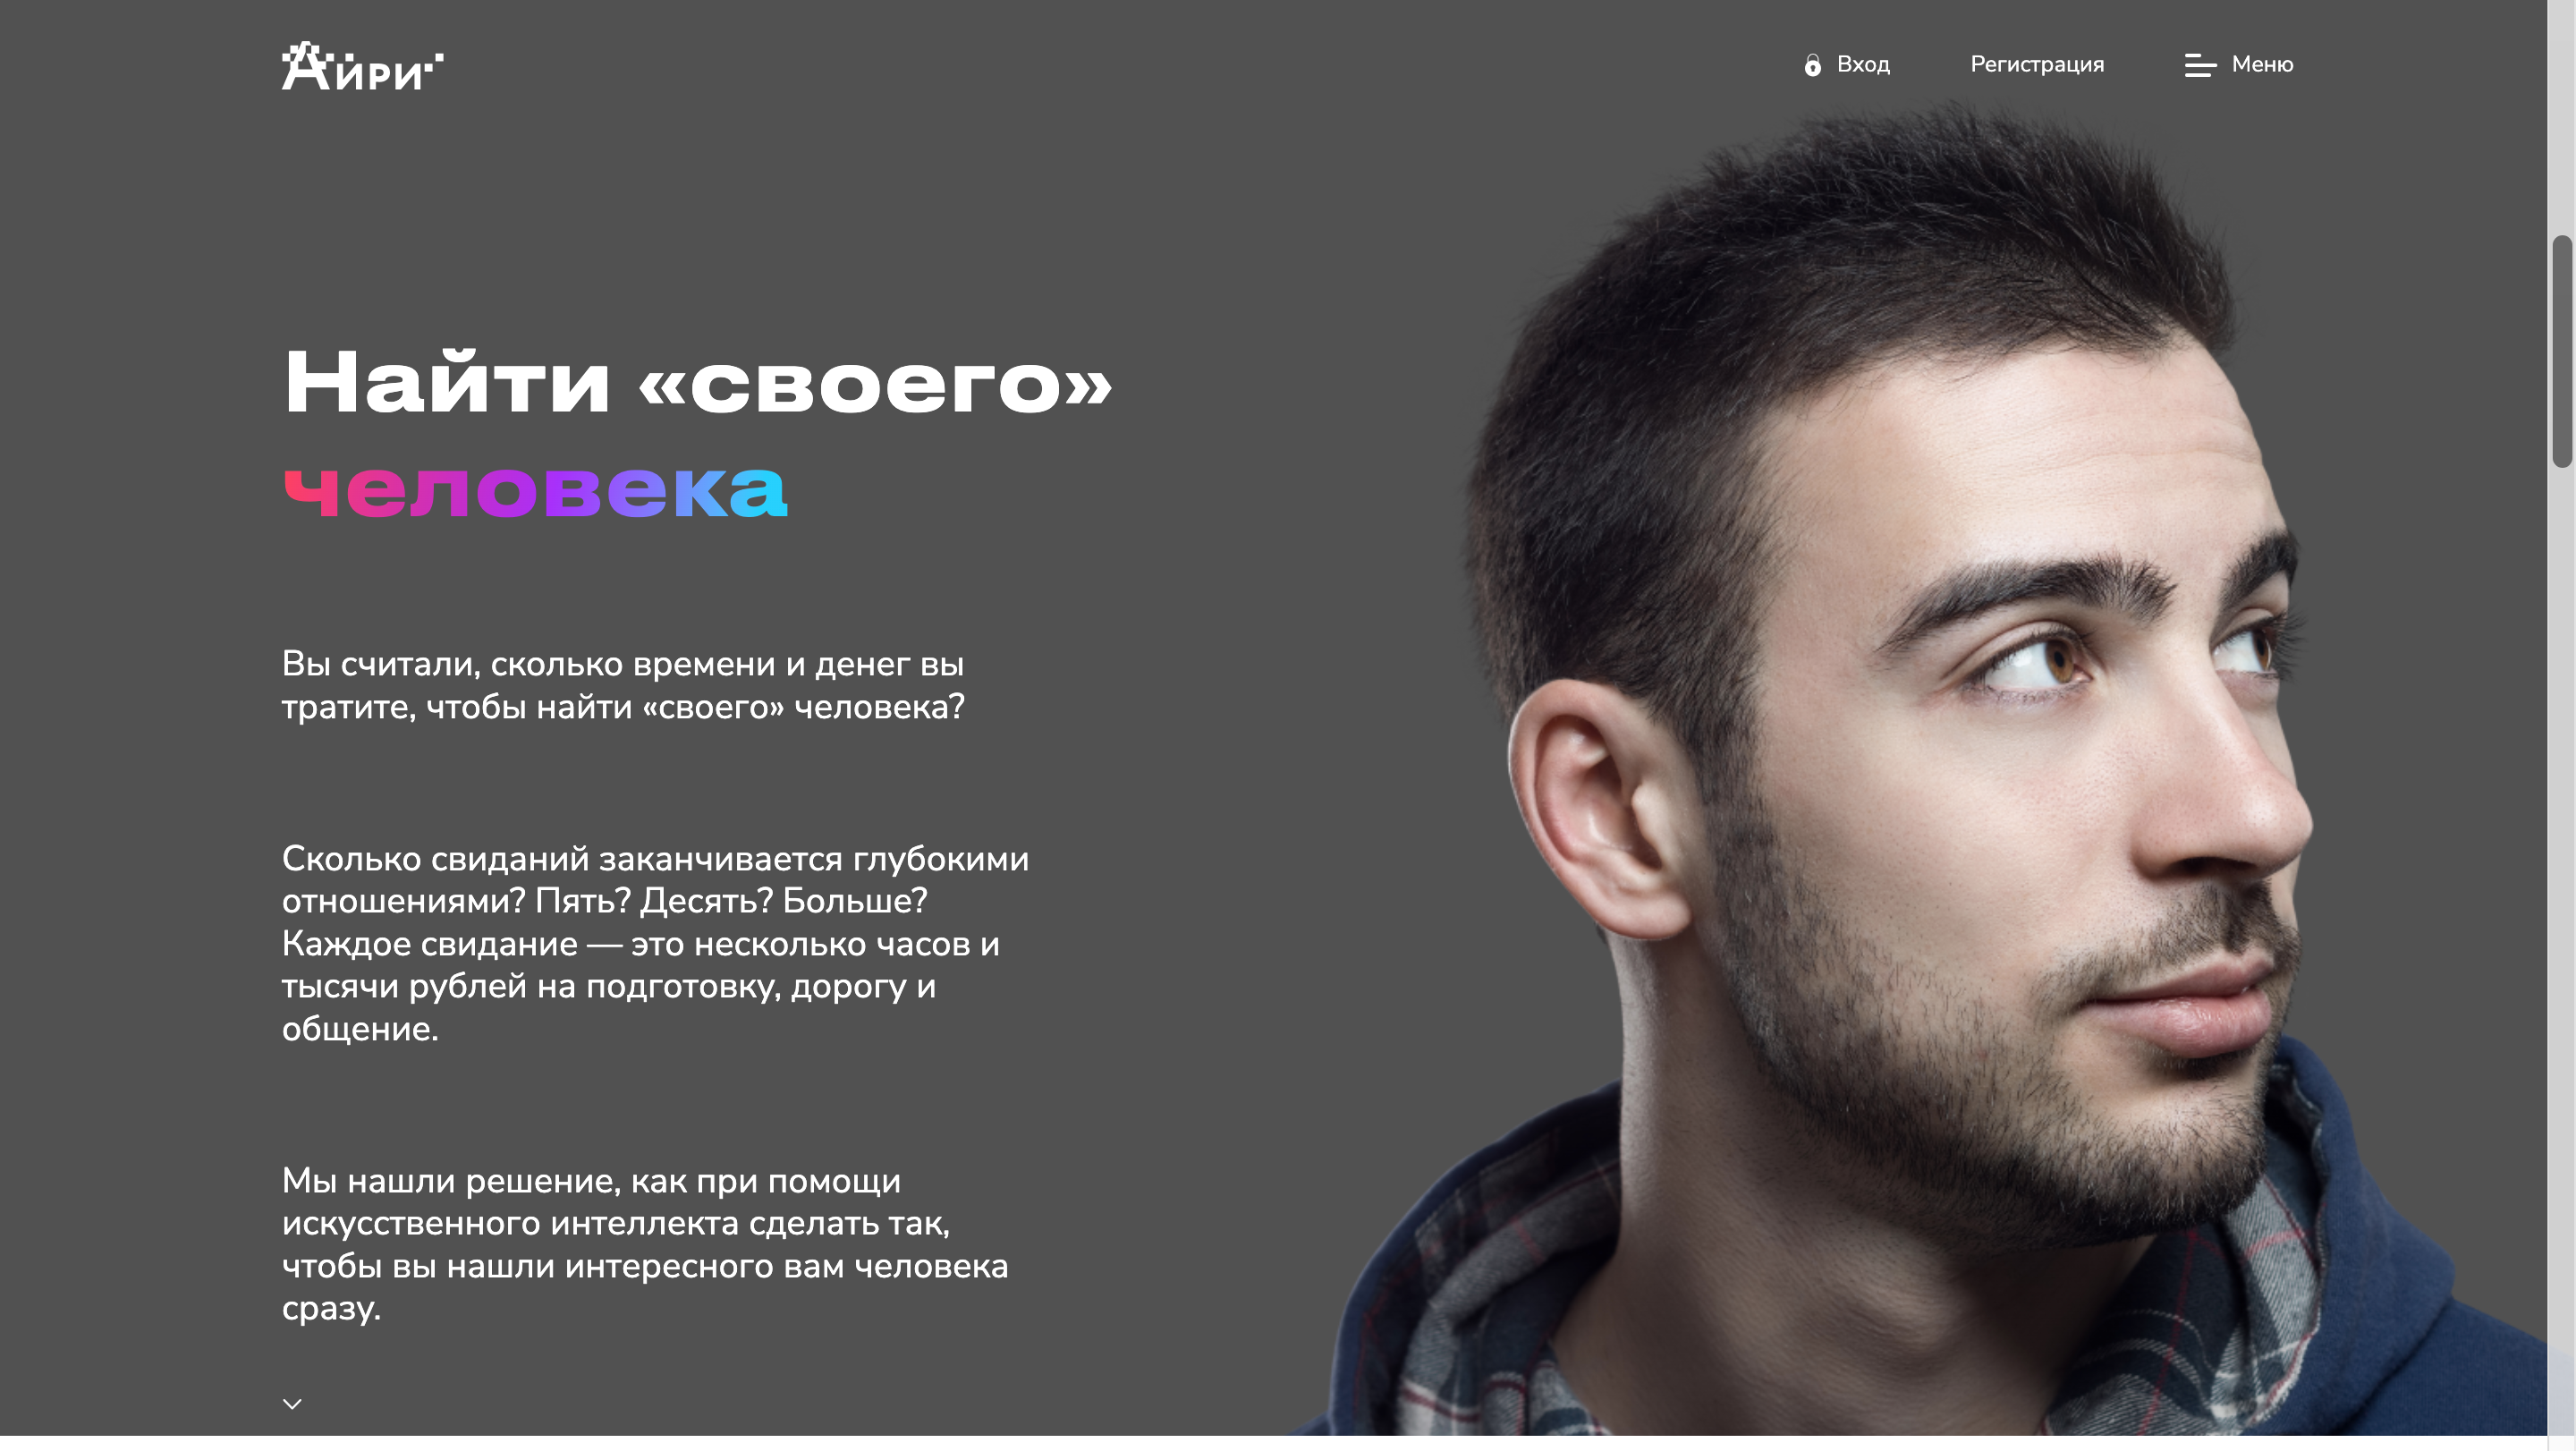 Айри
Вход
Регистрация
Меню
Найти «своего»
человека
Вы считали, сколько времени и денег вы
тратите, чтобы найти «своего» человека?
Сколько свиданий заканчивается глубокими
отношениями? Пять? Десять? Больше?
Каждое свидание — это несколько часов и
тысячи рублей на подготовку, дорогу и
общение.
Мы нашли решение, как при помощи
искусственного интеллекта сделать так,
чтобы вы нашли интересного вам человека
сразу.